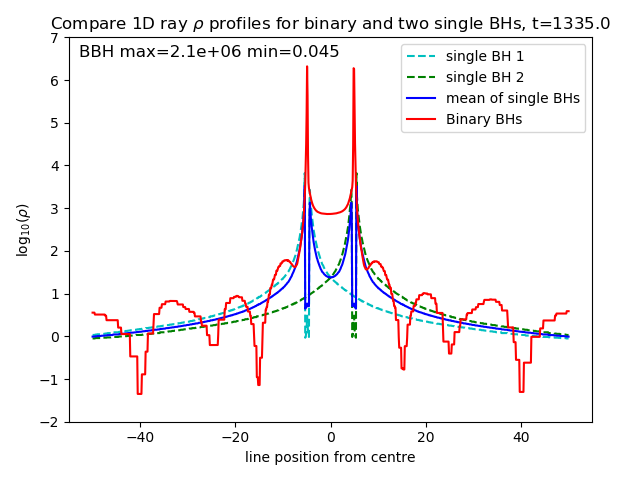 Compare 1D ray ρ profiles for binary and two single BHs, t=1335.0
BBH max=2.1e+06 min=0.045
single BH 1
single BH 2
mean of single BHs
Binary BHs
log₁₀(ρ)
7
6
5
4
3
2
1
0
−1
−2
−40 −20 0 20 40
line position from centre